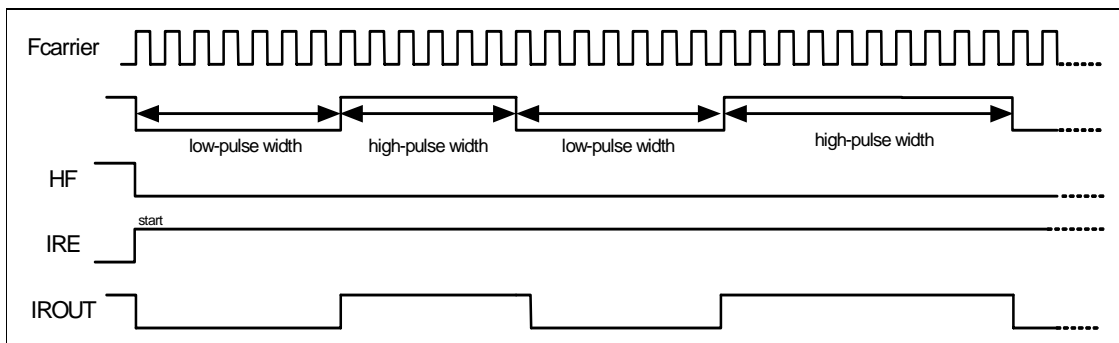 Fcarrier
low-pulse width
high-pulse width
low-pulse width
high-pulse width
HF
start
IRE
IROUT